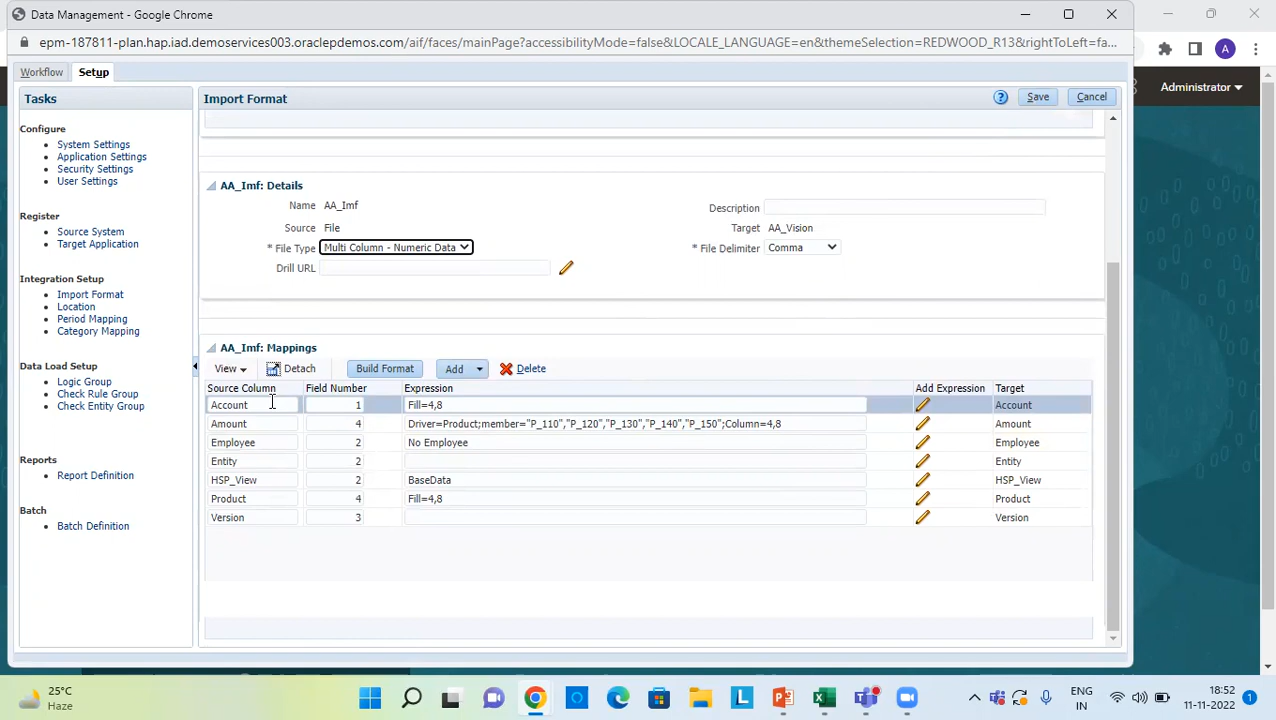 Data Management - Google Chrome
epm-187811-plan.hap.iad.demoservices003.oraclepdemos.com/aif/faces/mainPage?accessibilityMode=false&LOCALE_LANGUAGE=en&themeSelection=REDWOOD_R13&rightToLeft=fa...
A
Workflow Setup
Administrator
Tasks
Import Format
? Save Cancel
Configure
System Settings
Application Settings
Security Settings
User Settings
Register
Source System
Target Application
Integration Setup
Import Format
Location
Period Mapping
Category Mapping
Data Load Setup
Logic Group
Check Rule Group
Check Entity Group
Reports
Report Definition
Batch
Batch Definition
AA_Imf: Details
Name AA_Imf
Description
Source File
Target AA_Vision
* File Type Multi Column - Numeric Data
* File Delimiter Comma
Drill URL
AA_Imf: Mappings
View Detach Build Format Add Delete
Source Column Field Number Expression Add Expression Target
Account 1 Fill=4,8 Account
Amount 4 Driver=Product;member="P_110","P_120","P_130","P_140","P_150";Column=4,8 Amount
Employee 2 No Employee Employee
Entity 2 Entity
HSP_View 2 BaseData HSP_View
Product 4 Fill=4,8 Product
Version 3 Version
25°C
Haze
L
ENG
IN
18:52
11-11-2022
1